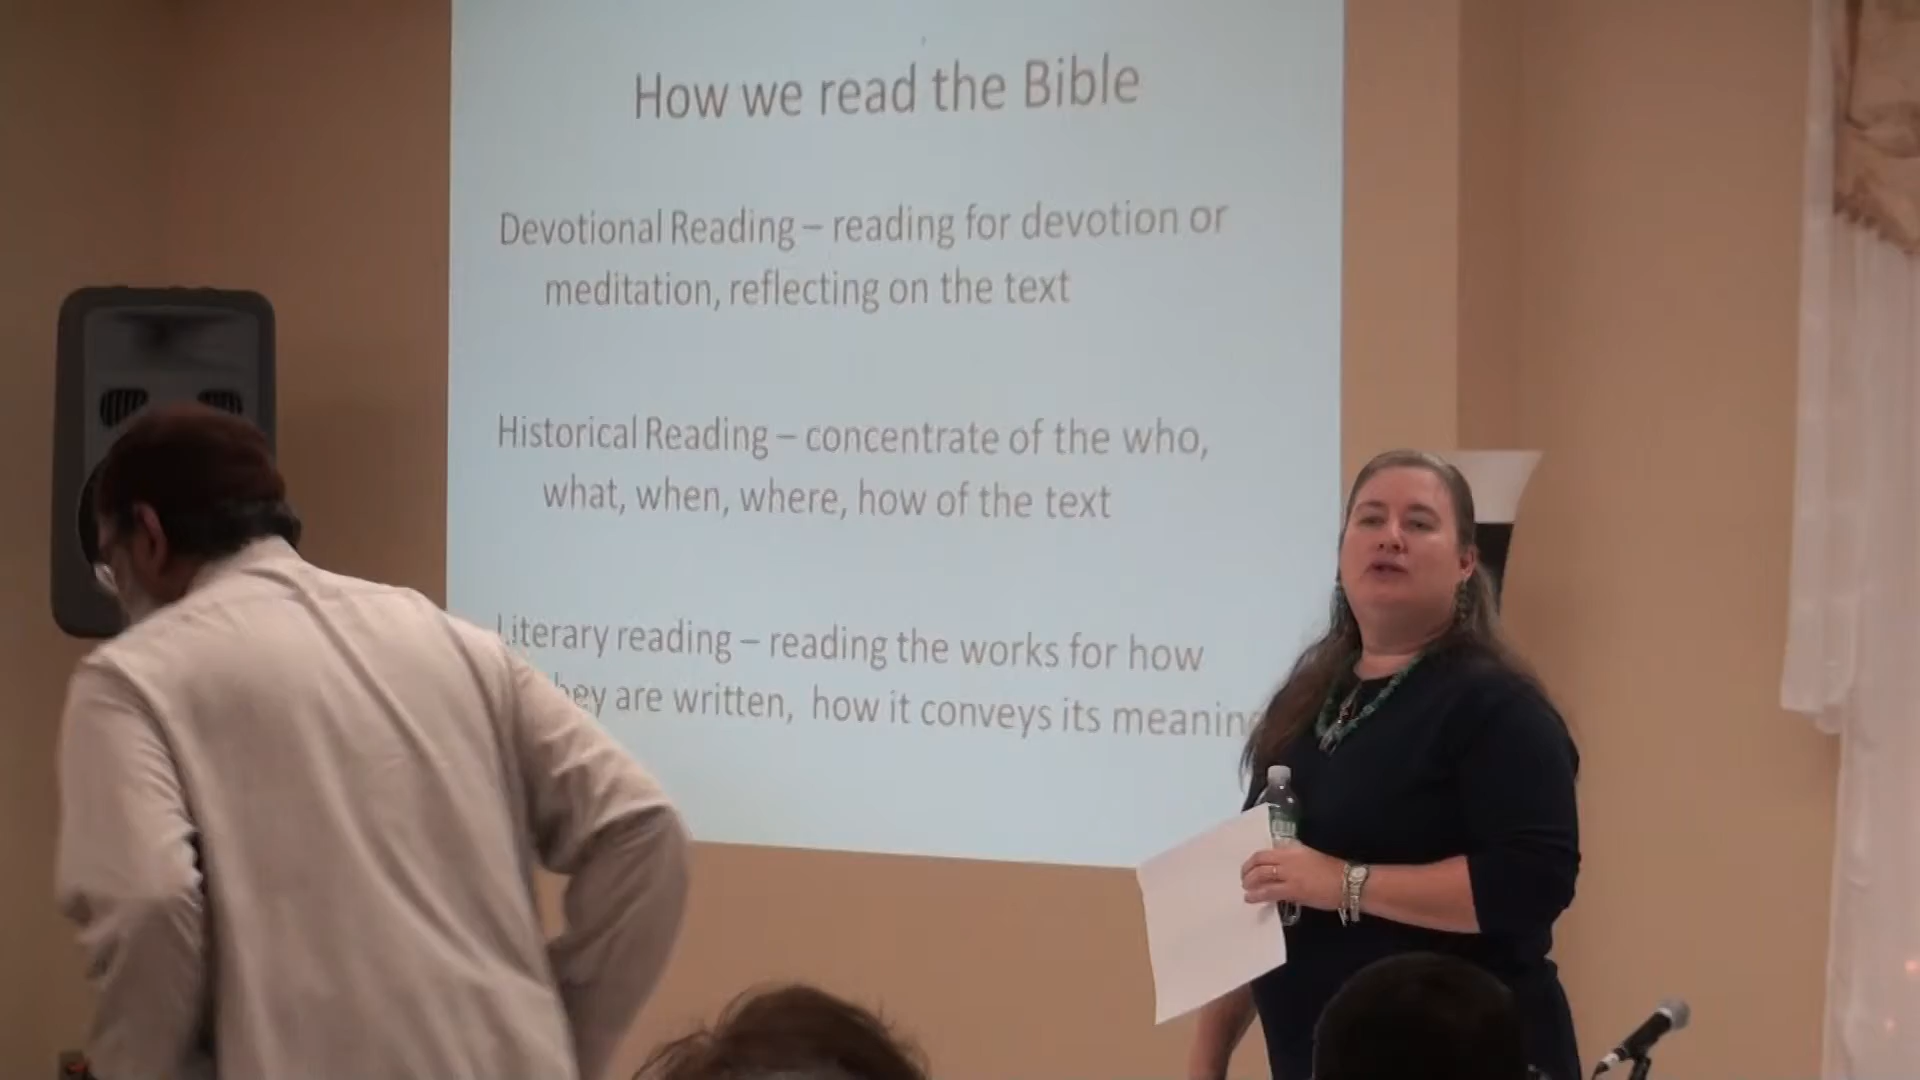 How we read the Bible
Devotional Reading – reading for devotion or
meditation, reflecting on the text
Historical Reading – concentrate of the who,
what, when, where, how of the text
Literary reading – reading the works for how
hey are written, how it conveys its meanin